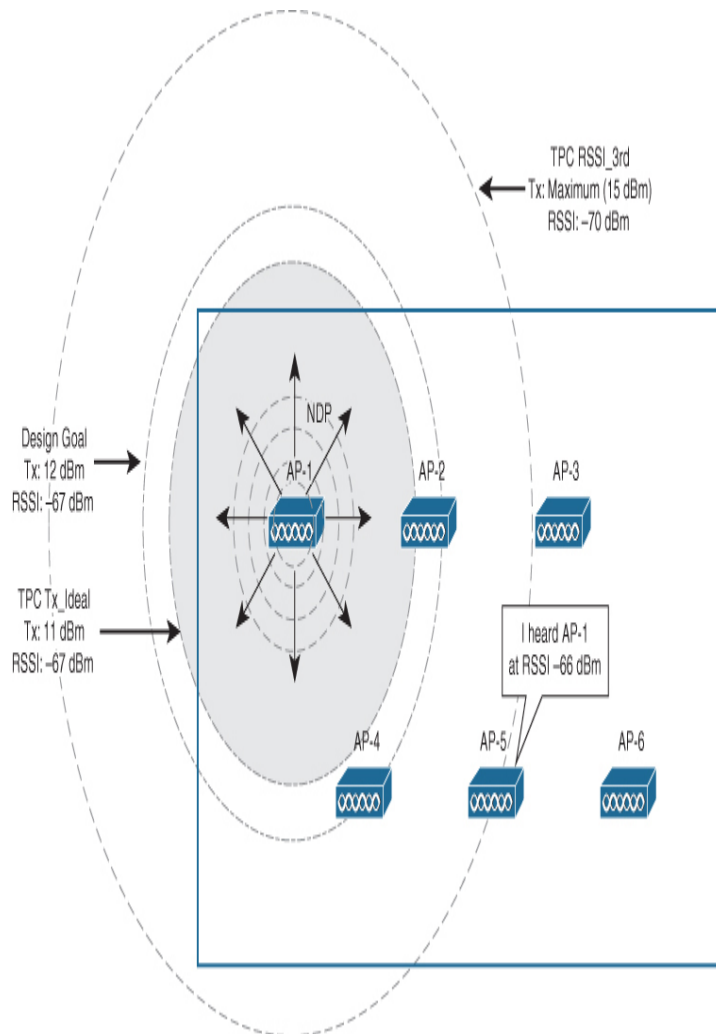 TPC RSSI_3rd
Tx: Maximum (15 dBm)
RSSI: –70 dBm
Design Goal
Tx: 12 dBm
RSSI: –67 dBm
NDP
AP-1
AP-2
AP-3
TPC Tx_Ideal
Tx: 11 dBm
RSSI: –67 dBm
I heard AP-1
at RSSI –66 dBm
AP-4
AP-5
AP-6